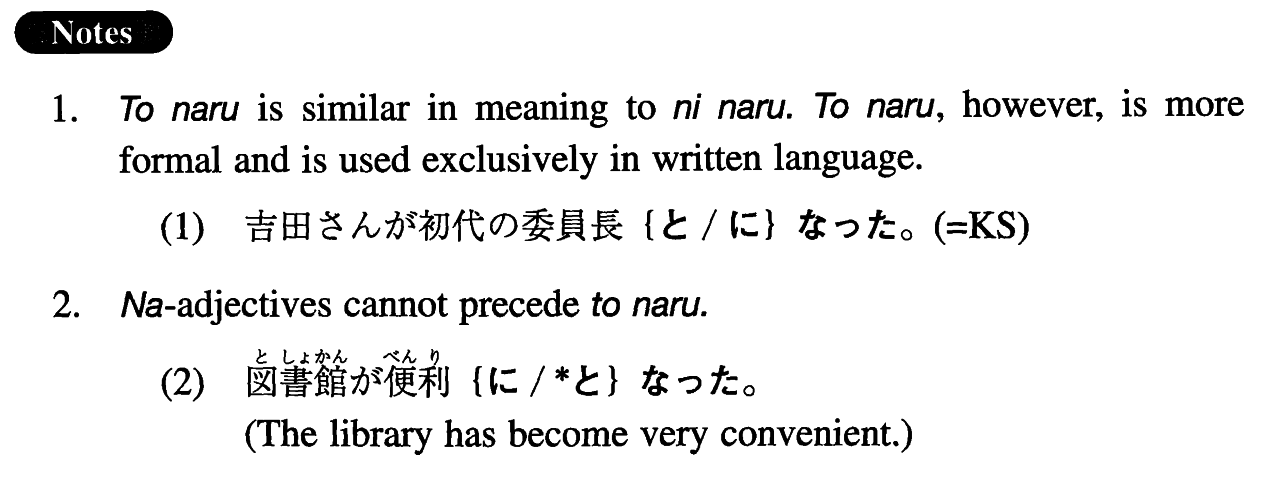 Notes
1. To naru is similar in meaning to ni naru. To naru, however, is more
formal and is used exclusively in written language.
(1) 吉田さんが初代の委員長 {と / に} なった。(=KS)
2. Na-adjectives cannot precede to naru.
としょかん べんり
(2) 図書館が便利 {に / *と} なった。
(The library has become very convenient.)